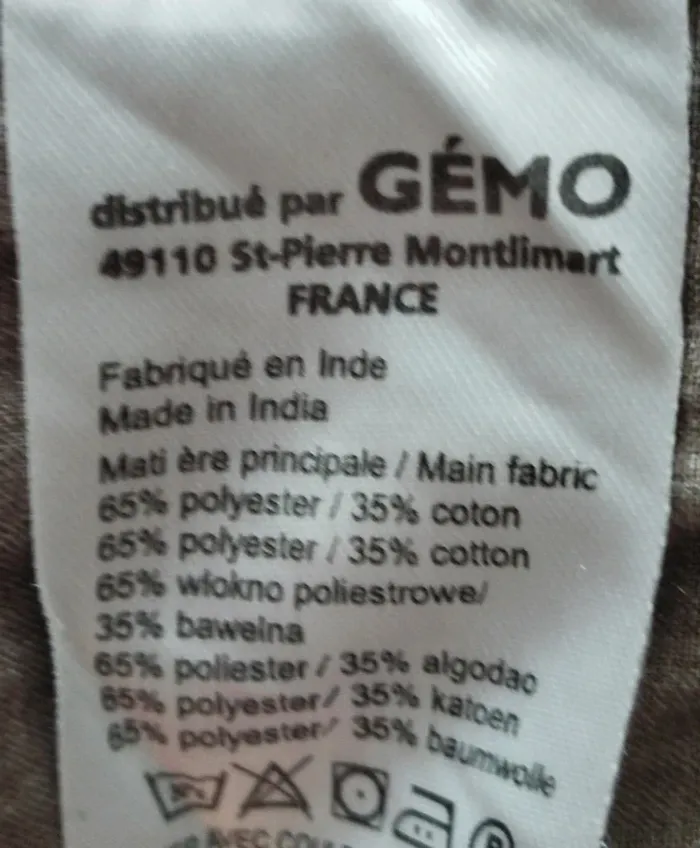 distribué par GÉMO
49110 St-Pierre Montlimart
FRANCE
Fabriqué en Inde
Made in India
Mati ère principale / Main fabric
65% polyester / 35% coton
65% polyester / 35% cotton
65% włokno poliestrowe/
35% bawelna
65% poliester / 35% algodao
65% polyester/ 35% katoen
65% polyester/ 35% baumwolle
AVEC